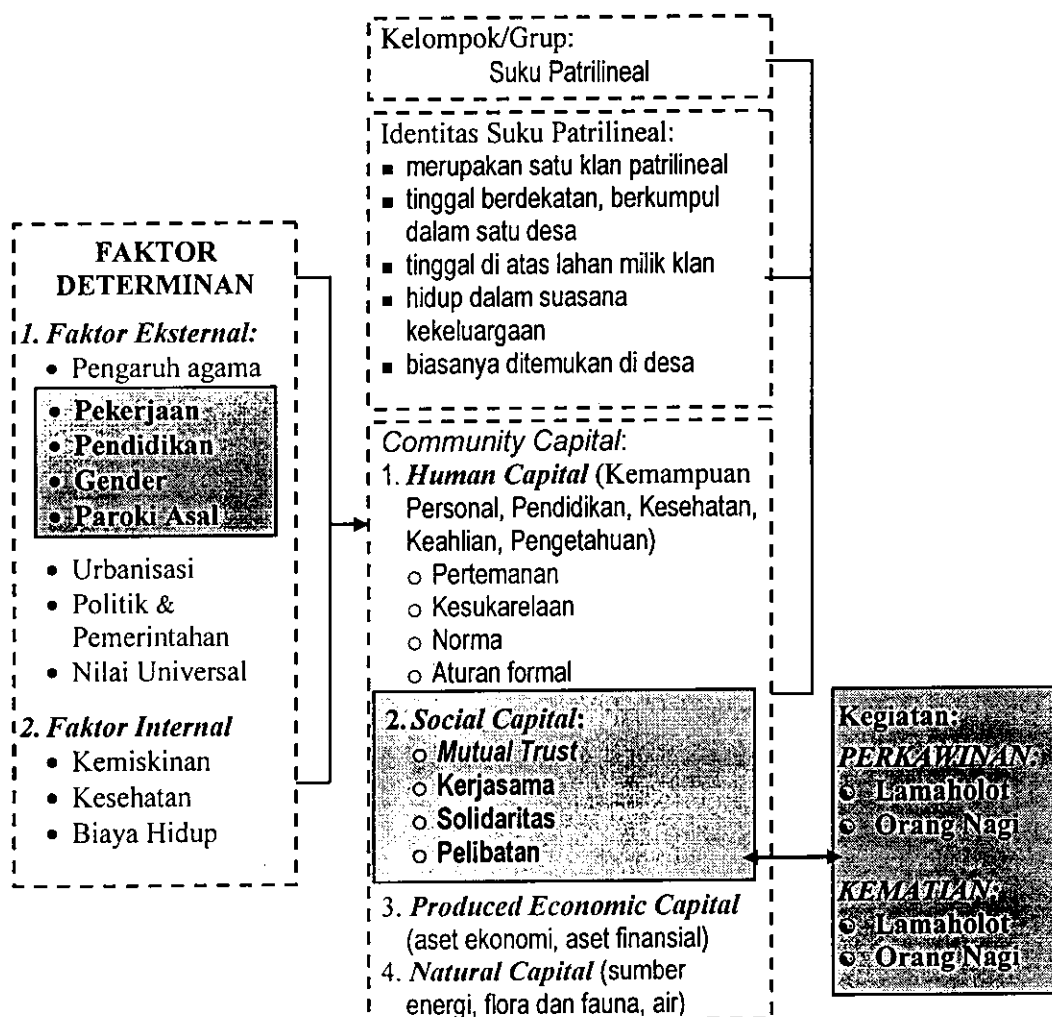 Kelompok/Grup:
Suku Patrilineal
Identitas Suku Patrilineal:
▪ merupakan satu klan patrilineal
▪ tinggal berdekatan, berkumpul
dalam satu desa
▪ tinggal di atas lahan milik klan
▪ hidup dalam suasana
kekeluargaan
▪ biasanya ditemukan di desa
FAKTOR
DETERMINAN
1. Faktor Eksternal:
• Pengaruh agama
• Pekerjaan
• Pendidikan
• Gender
• Paroki Asal
• Urbanisasi
• Politik &
Pemerintahan
• Nilai Universal
2. Faktor Internal
• Kemiskinan
• Kesehatan
• Biaya Hidup
Community Capital:
1. Human Capital (Kemampuan
Personal, Pendidikan, Kesehatan,
Keahlian, Pengetahuan)
○ Pertemanan
○ Kesukarelaan
○ Norma
○ Aturan formal
2. Social Capital:
○ Mutual Trust
○ Kerjasama
○ Solidaritas
○ Pelibatan
3. Produced Economic Capital
(aset ekonomi, aset finansial)
4. Natural Capital (sumber
energi, flora dan fauna, air)
Kegiatan:
PERKAWINAN:
☯ Lamaholot
☯ Orang Nagi
KEMATIAN:
☯ Lamaholot
☯ Orang Nagi